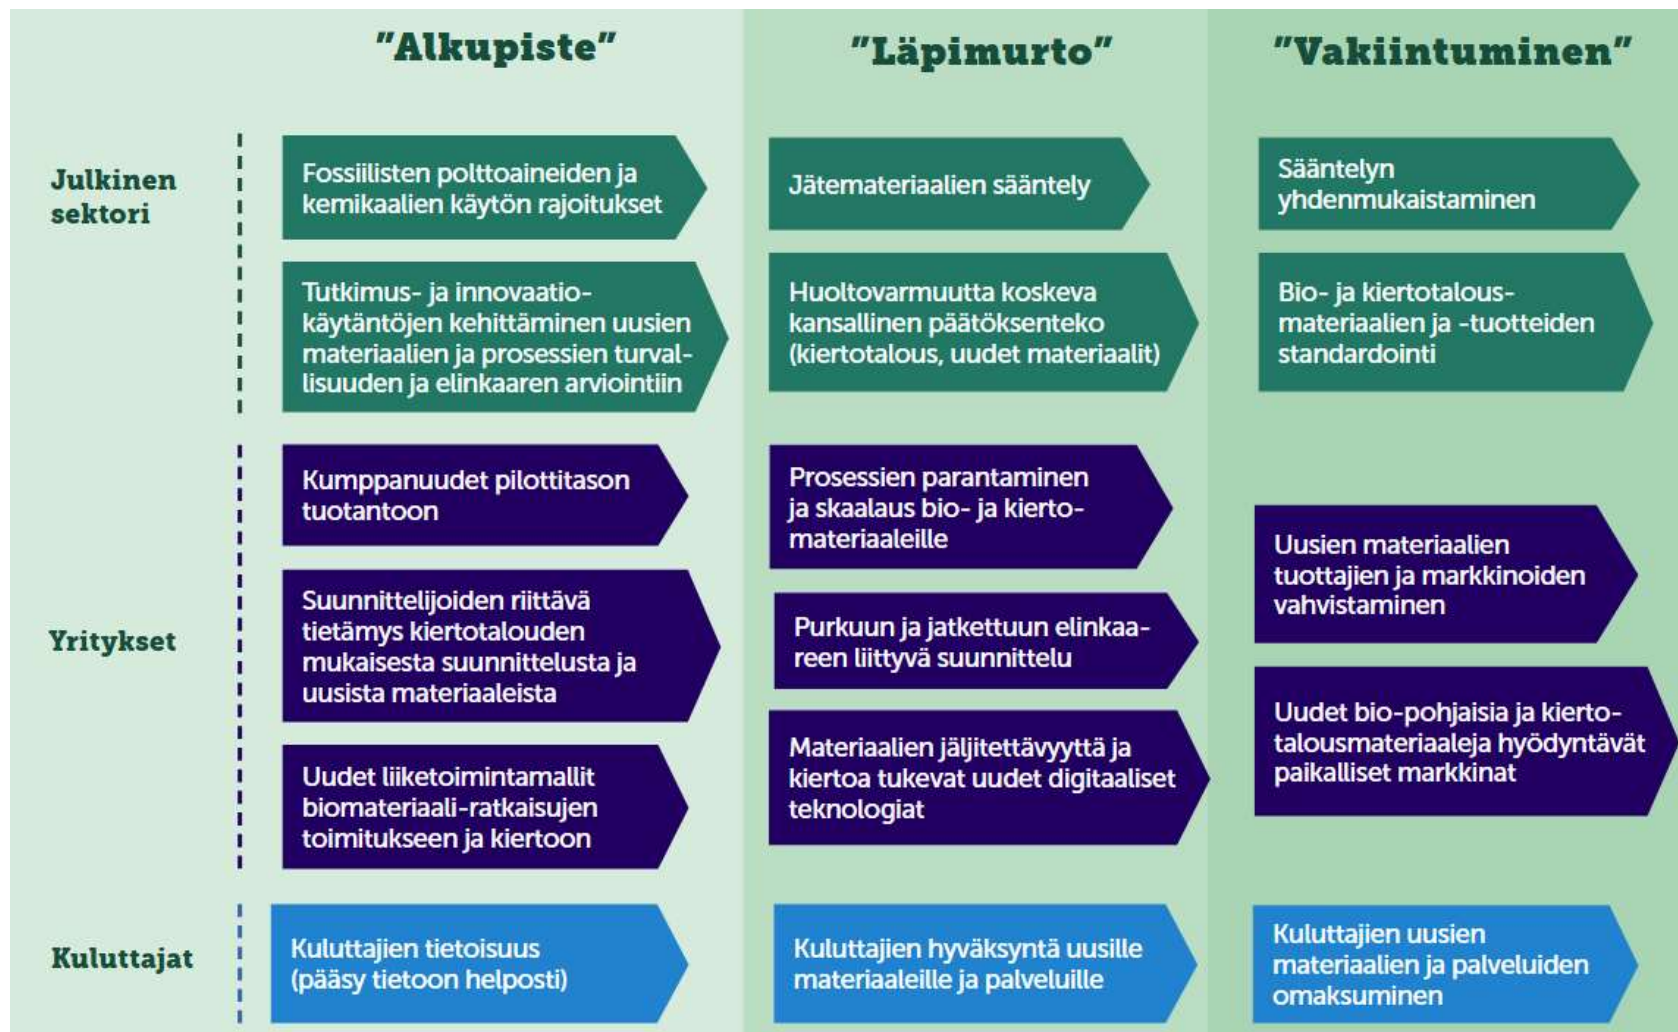 "Alkupiste"
"Läpimurto"
"Vakiintuminen"
Julkinen
sektori
Fossiilisten polttoaineiden ja
kemikaalien käytön rajoitukset
Jätemateriaalien sääntely
Sääntelyn
yhdenmukaistaminen
Tutkimus- ja innovaatio-
käytäntöjen kehittäminen uusien
materiaalien ja prosessien turval-
lisuuden ja elinkaaren arviointiin
Huoltovarmuutta koskeva
kansallinen päätöksenteko
(kiertotalous, uudet materiaalit)
Bio- ja kiertotalous-
materiaalien ja -tuotteiden
standardointi
Yritykset
Kumppanuudet pilottitason
tuotantoon
Suunnittelijoiden riittävä
tietämys kiertotalouden
mukaisesta suunnittelusta ja
uusista materiaaleista
Uudet liiketoimintamallit
biomateriaali-ratkaisujen
toimitukseen ja kiertoon
Prosessien parantaminen
ja skaalaus bio- ja kierto-
materiaaleille
Purkuun ja jatkettuun elinkaa-
reen liittyvä suunnittelu
Materiaalien jäljitettävyyttä ja
kiertoa tukevat uudet digitaaliset
teknologiat
Uusien materiaalien
tuottajien ja markkinoiden
vahvistaminen
Uudet bio-pohjaisia ja kierto-
talousmateriaaleja hyödyntävät
paikalliset markkinat
Kuluttajat
Kuluttajien tietoisuus
(pääsy tietoon helposti)
Kuluttajien hyväksyntä uusille
materiaaleille ja palveluille
Kuluttajien uusien
materiaalien ja palveluiden
omaksuminen